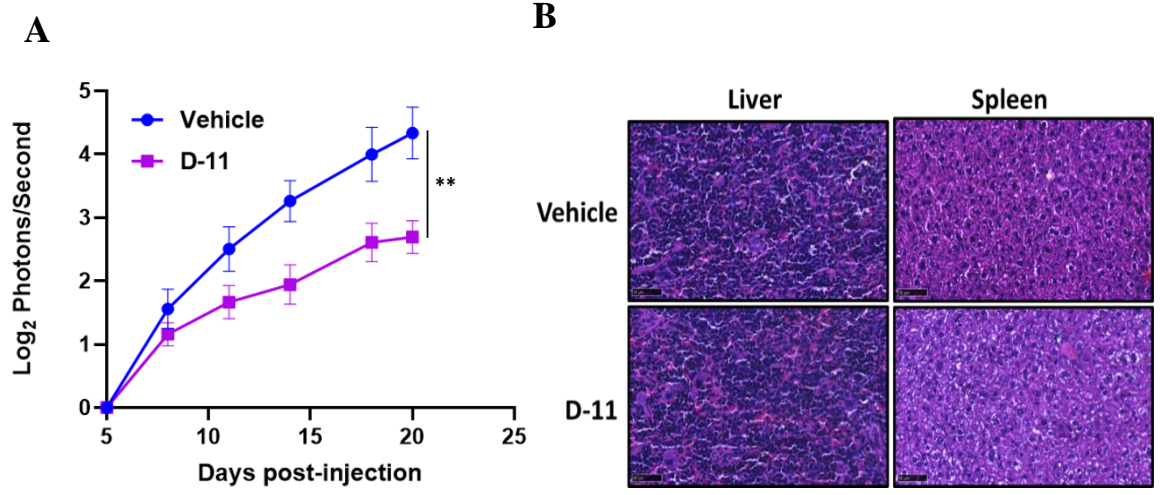 A
B
Log2 Photons/Second
5
4
3
2
1
0
Vehicle
D-11
**
5
10
15
20
25
Days post-injection
Liver
Spleen
Vehicle
D-11